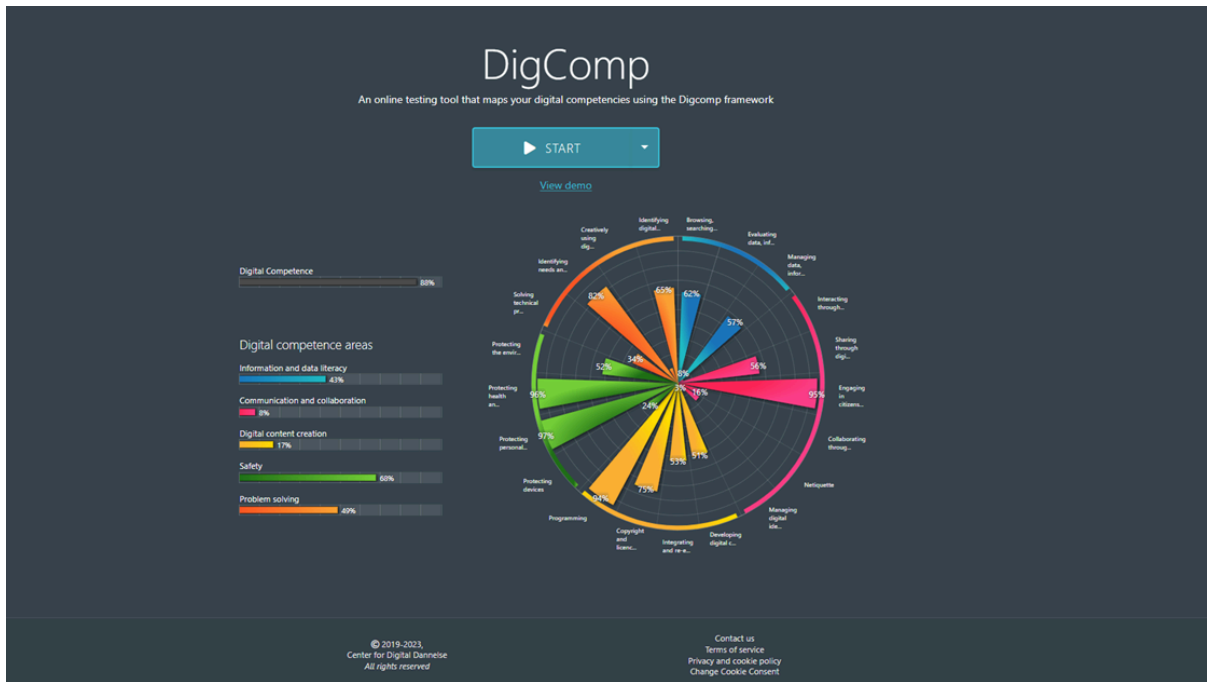 DigComp
An online testing tool that maps your digital competencies using the Digcomp framework
START
View demo
Digital Competence
88%
Digital competence areas
Information and data literacy
43%
Communication and collaboration
8%
Digital content creation
17%
Safety
68%
Problem solving
49%
Identifying
digital...
Browsing,
searching...
Evaluating
data, inf...
Managing
data,
infor...
Interacting
through...
Sharing
through
digi...
Engaging
in
citizens...
Collaborating
throug...
Netiquette
Managing
digital
ide...
Developing
digital c...
Integrating
and re-e...
Copyright
and
licenc...
Programming
Protecting
devices
Protecting
personal...
Protecting
health
an...
Protecting
the envir...
Solving
technical
pr...
Identifying
needs an...
Creatively
using
dig...
65%
62%
57%
8%
56%
95%
3%
16%
51%
53%
75%
94%
24%
97%
96%
52%
34%
82%
© 2019-2023,
Center for Digital Dannelse
All rights reserved
Contact us
Terms of service
Privacy and cookie policy
Change Cookie Consent